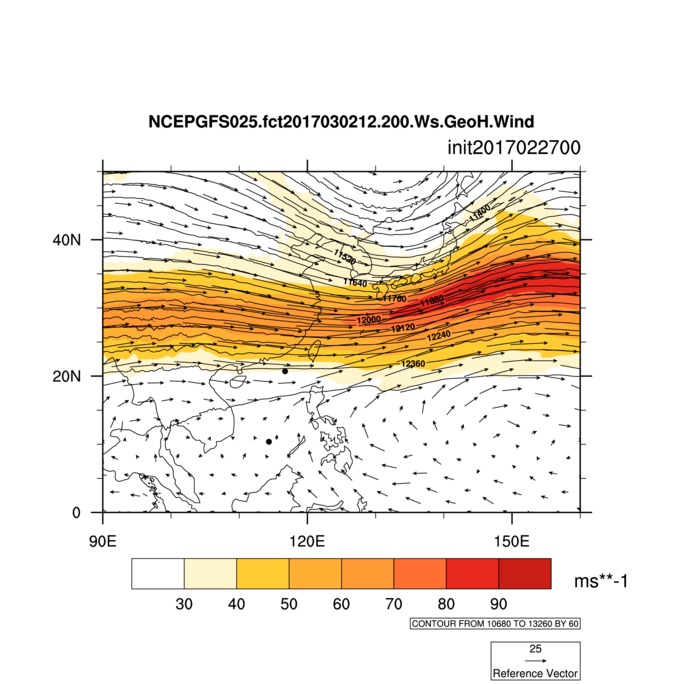 NCEPGFS025.fct2017030212.200.Ws.GeoH.Wind
init2017022700
40N
20N
0
11800
11520
11640
11760
11880
12000
12120
12240
12360
90E 120E 150E
30 40 50 60 70 80 90
ms**-1
CONTOUR FROM 10680 TO 13260 BY 60
25
Reference Vector